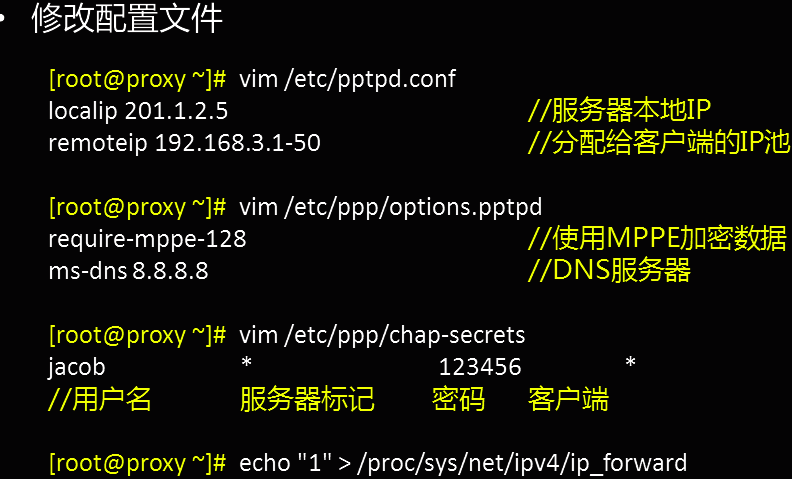 • 修改配置文件
[root@proxy ~]# vim /etc/pptpd.conf
localip 201.1.2.5 //服务器本地IP
remoteip 192.168.3.1-50 //分配给客户端的IP池
[root@proxy ~]# vim /etc/ppp/options.pptpd
require-mppe-128 //使用MPPE加密数据
ms-dns 8.8.8.8 //DNS服务器
[root@proxy ~]# vim /etc/ppp/chap-secrets
jacob * 123456 *
//用户名 服务器标记 密码 客户端
[root@proxy ~]# echo "1" > /proc/sys/net/ipv4/ip_forward